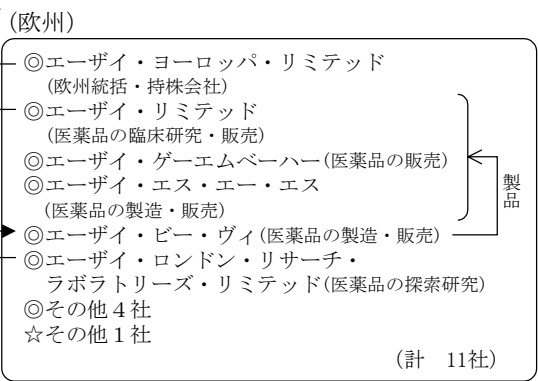 (欧州)
◎エーザイ・ヨーロッパ・リミテッド
(欧州統括・持株会社)
◎エーザイ・リミテッド
(医薬品の臨床研究・販売)
◎エーザイ・ゲーエムベーハー(医薬品の販売)
◎エーザイ・エス・エー・エス
(医薬品の製造・販売)
製品
◎エーザイ・ビー・ヴィ(医薬品の製造・販売)
◎エーザイ・ロンドン・リサーチ・
ラボラトリーズ・リミテッド(医薬品の探索研究)
◎その他4社
☆その他1社
(計 11社)